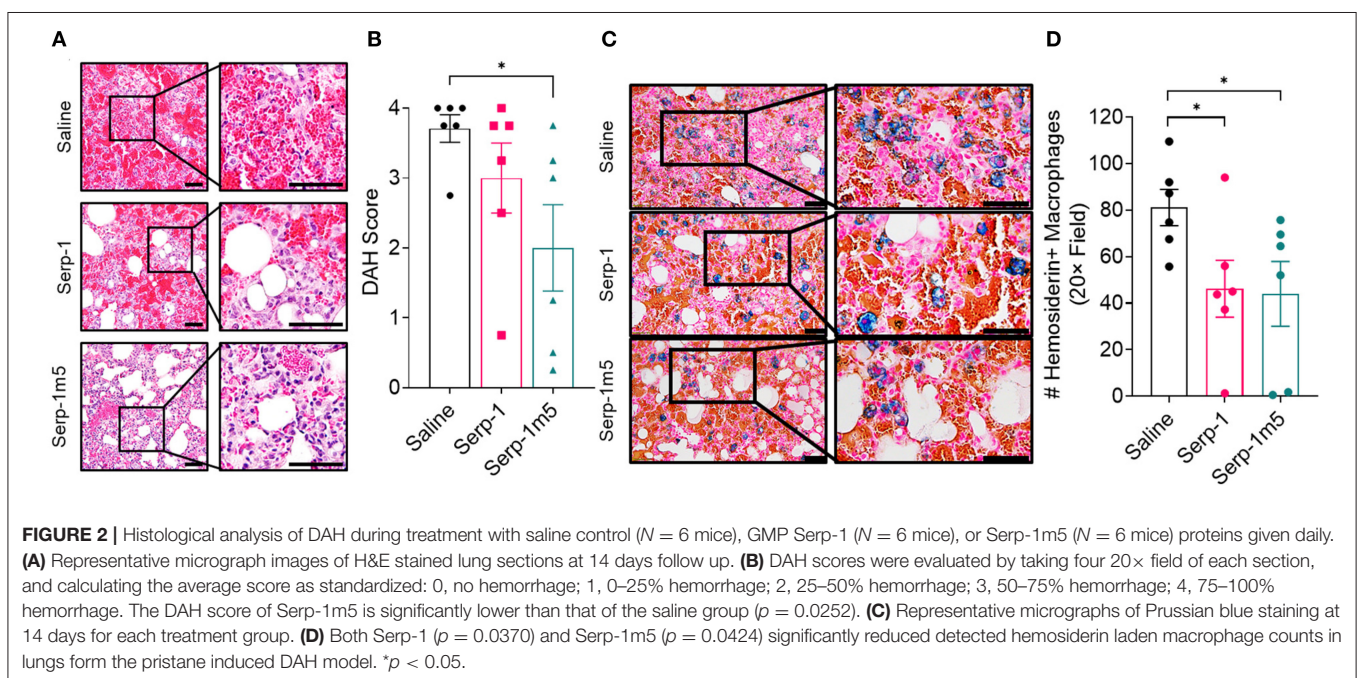 A
B
C
D
Saline
Serp-1
Serp-1m5
*
DAH Score
4
3
2
1
0
Saline
Serp-1
Serp-1m5
Saline
Serp-1
Serp-1m5
*
*
# Hemosiderin+ Macrophages
(20× Field)
120
100
80
60
40
20
0
Saline
Serp-1
Serp-1m5
FIGURE 2 | Histological analysis of DAH during treatment with saline control (N = 6 mice), GMP Serp-1 (N = 6 mice), or Serp-1m5 (N = 6 mice) proteins given daily.
(A) Representative micrograph images of H&E stained lung sections at 14 days follow up. (B) DAH scores were evaluated by taking four 20× field of each section,
and calculating the average score as standardized: 0, no hemorrhage; 1, 0–25% hemorrhage; 2, 25–50% hemorrhage; 3, 50–75% hemorrhage; 4, 75–100%
hemorrhage. The DAH score of Serp-1m5 is significantly lower than that of the saline group (p = 0.0252). (C) Representative micrographs of Prussian blue staining at
14 days for each treatment group. (D) Both Serp-1 (p = 0.0370) and Serp-1m5 (p = 0.0424) significantly reduced detected hemosiderin laden macrophage counts in
lungs form the pristane induced DAH model. *p < 0.05.